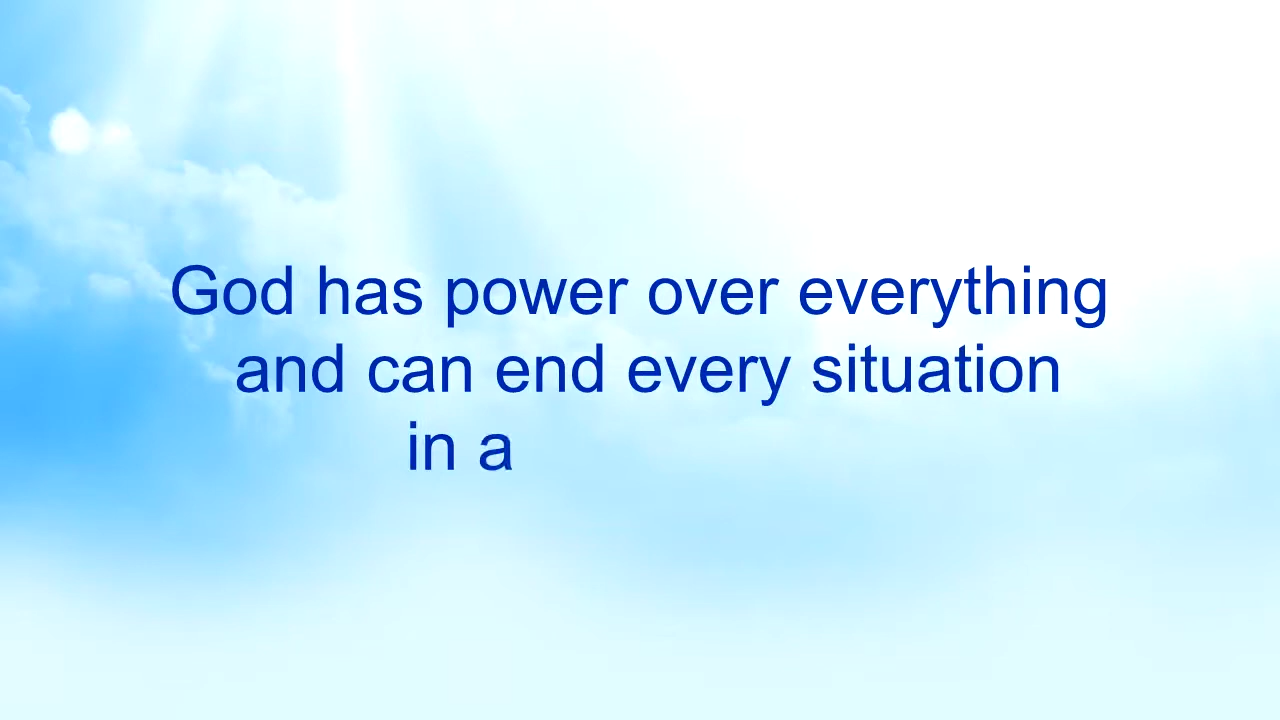 God has power over everything
and can end every situation
in a